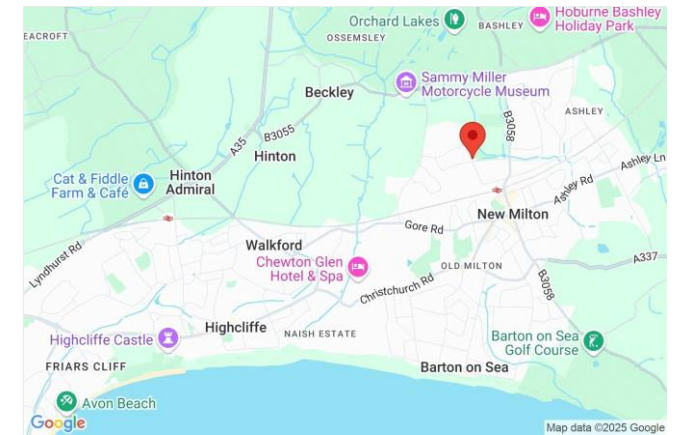 Orchard Lakes
BASHLEY
Hoburne Bashley
Holiday Park
EACROFT
OSSEMSLEY
Sammy Miller
Motorcycle Museum
Beckley
B3058
ASHLEY
B3055
A35
Hinton
Ashley Ln
Cat & Fiddle
Farm & Café
Hinton
Admiral
Ashley Rd
New Milton
Gore Rd
Walkford
Lyndhurst Rd
Chewton Glen
Hotel & Spa
OLD MILTON
A337
Christchurch Rd
B3058
Highcliffe
NAISH ESTATE
Highcliffe Castle
Barton on Sea
Golf Course
FRIARS CLIFF
Barton on Sea
Avon Beach
Google
Map data ©2025 Google